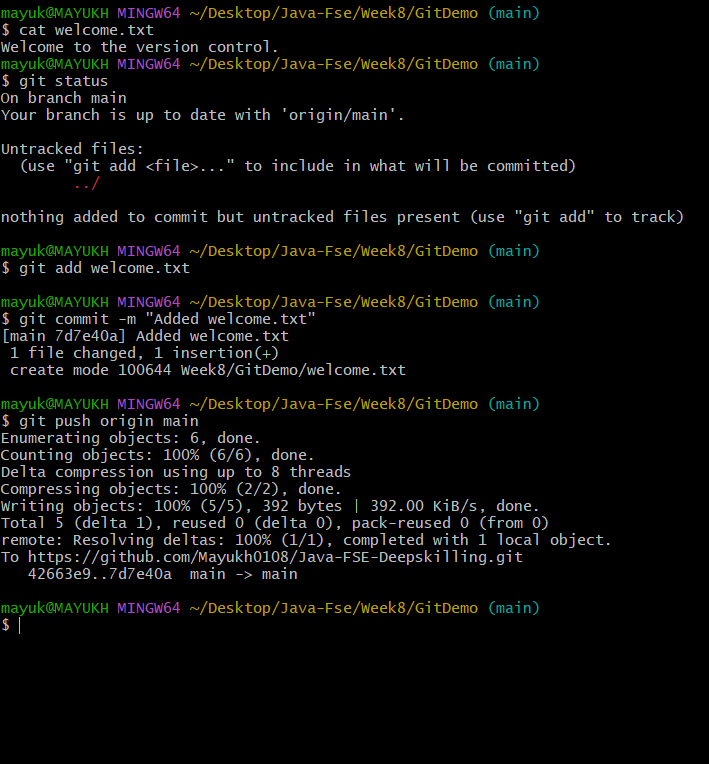 mayuk@MAYUKH MINGW64 ~/Desktop/Java-Fse/Week8/GitDemo (main)
$ cat welcome.txt
Welcome to the version control.
mayuk@MAYUKH MINGW64 ~/Desktop/Java-Fse/Week8/GitDemo (main)
$ git status
On branch main
Your branch is up to date with 'origin/main'.

Untracked files:
  (use "git add <file>..." to include in what will be committed)
        ../

nothing added to commit but untracked files present (use "git add" to track)

mayuk@MAYUKH MINGW64 ~/Desktop/Java-Fse/Week8/GitDemo (main)
$ git add welcome.txt

mayuk@MAYUKH MINGW64 ~/Desktop/Java-Fse/Week8/GitDemo (main)
$ git commit -m "Added welcome.txt"
[main 7d7e40a] Added welcome.txt
 1 file changed, 1 insertion(+)
 create mode 100644 Week8/GitDemo/welcome.txt

mayuk@MAYUKH MINGW64 ~/Desktop/Java-Fse/Week8/GitDemo (main)
$ git push origin main
Enumerating objects: 6, done.
Counting objects: 100% (6/6), done.
Delta compression using up to 8 threads
Compressing objects: 100% (2/2), done.
Writing objects: 100% (5/5), 392 bytes | 392.00 KiB/s, done.
Total 5 (delta 1), reused 0 (delta 0), pack-reused 0 (from 0)
remote: Resolving deltas: 100% (1/1), completed with 1 local object.
To https://github.com/Mayukh0108/Java-FSE-Deepskilling.git
   42663e9..7d7e40a  main -> main

mayuk@MAYUKH MINGW64 ~/Desktop/Java-Fse/Week8/GitDemo (main)
$